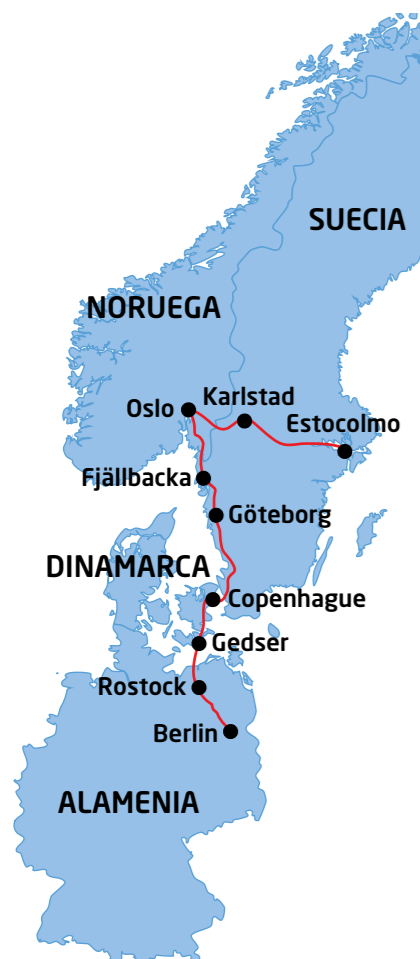 SUECIA
NORUEGA
Karlstad
Oslo
Estocolmo
Fjällbacka
Göteborg
DINAMARCA
Copenhague
Gedser
Rostock
Berlin
ALAMENIA